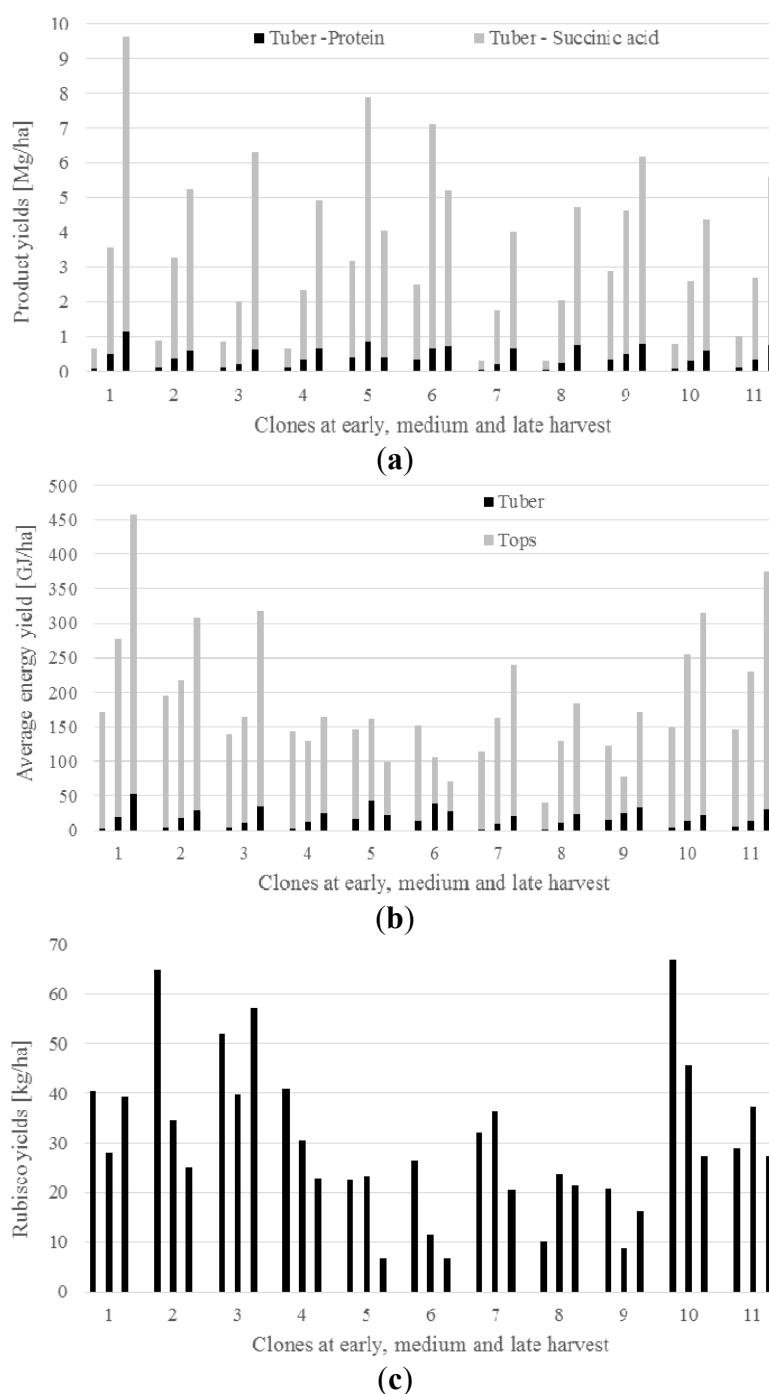 10
Tuber -Protein
Tuber - Succinic acid
9
8
7
6
5
4
3
2
1
0
Product yields [Mg/ha]
1 2 3 4 5 6 7 8 9 10 11
Clones at early, medium and late harvest
(a)
500
Tuber
450
Tops
400
350
300
250
200
150
100
50
0
Average energy yield [GJ/ha]
1 2 3 4 5 6 7 8 9 10 11
Clones at early, medium and late harvest
(b)
70
60
50
40
30
20
10
0
Rubisco yiclds [kg/ha]
1 2 3 4 5 6 7 8 9 10 11
Clones at early, medium and late harvest
(c)